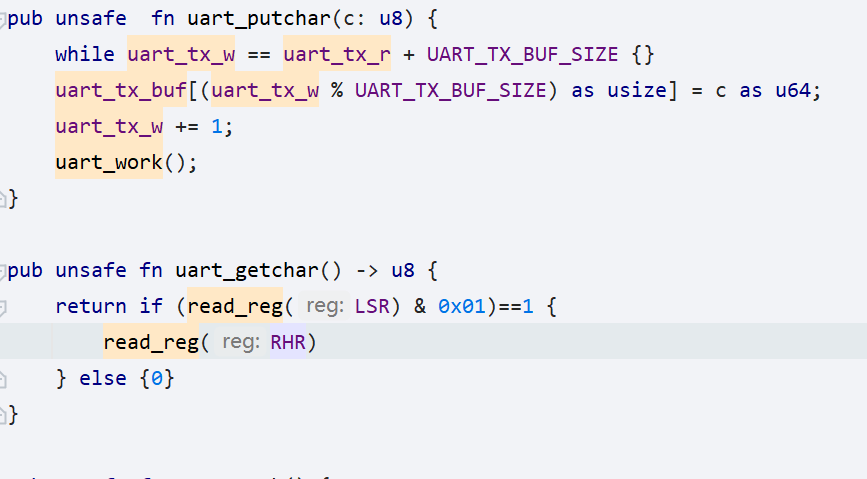 pub unsafe  fn uart_putchar(c: u8) {
    while uart_tx_w == uart_tx_r + UART_TX_BUF_SIZE {}
    uart_tx_buf[(uart_tx_w % UART_TX_BUF_SIZE) as usize] = c as u64;
    uart_tx_w += 1;
    uart_work();
}
pub unsafe fn uart_getchar() -> u8 {
    return if (read_reg( reg: LSR) & 0x01)==1 {
        read_reg( reg: RHR)
    } else {0}
}